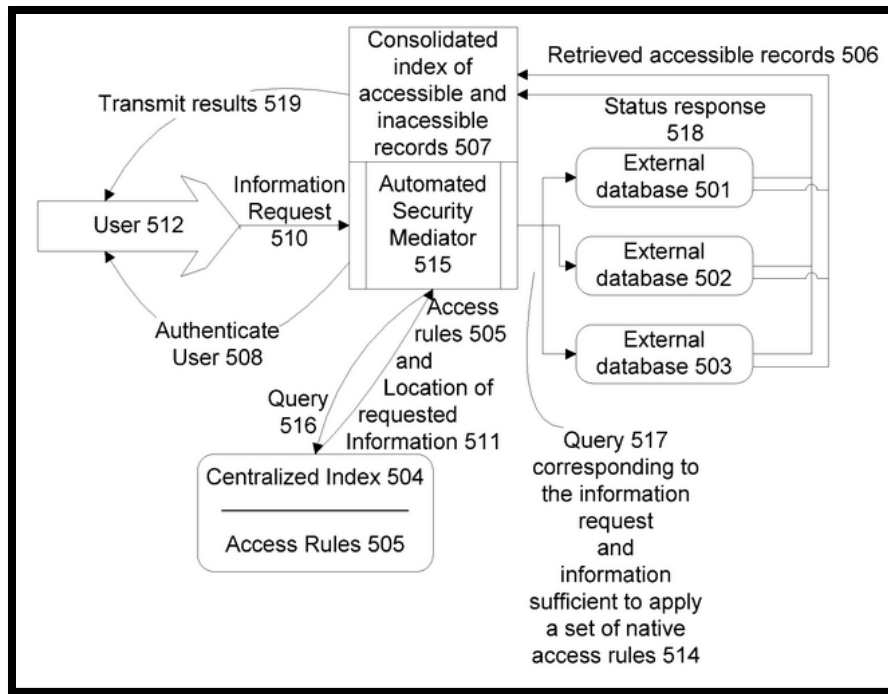 Consolidated
index of
accessible and
inacessible
records 507
Retrieved accessible records 506
Transmit results 519
Status response
518
External
database 501
User 512
Information
Request
510
Automated
Security
Mediator
515
External
database 502
Authenticate
User 508
Access
rules 505
and
Location of
requested
Information 511
External
database 503
Query
516
Centralized Index 504
Access Rules 505
Query 517
corresponding to
the information
request
and
information
sufficient to apply
a set of native
access rules 514